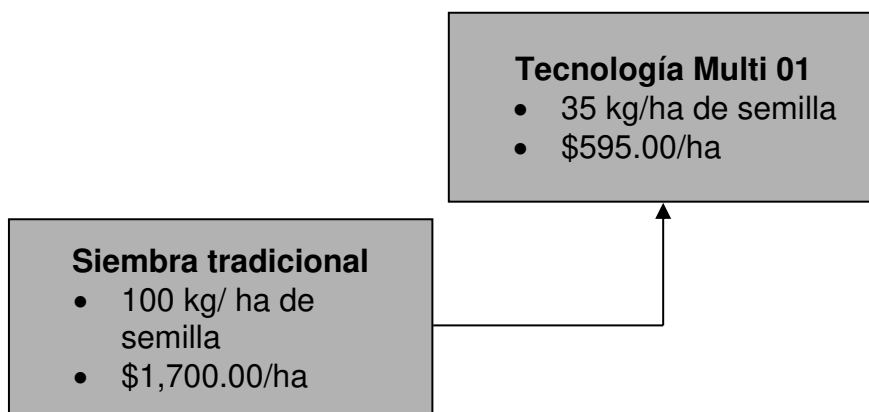 Tecnología Multi 01
• 35 kg/ha de semilla
• $595.00/ha
Siembra tradicional
• 100 kg/ ha de
semilla
• $1,700.00/ha